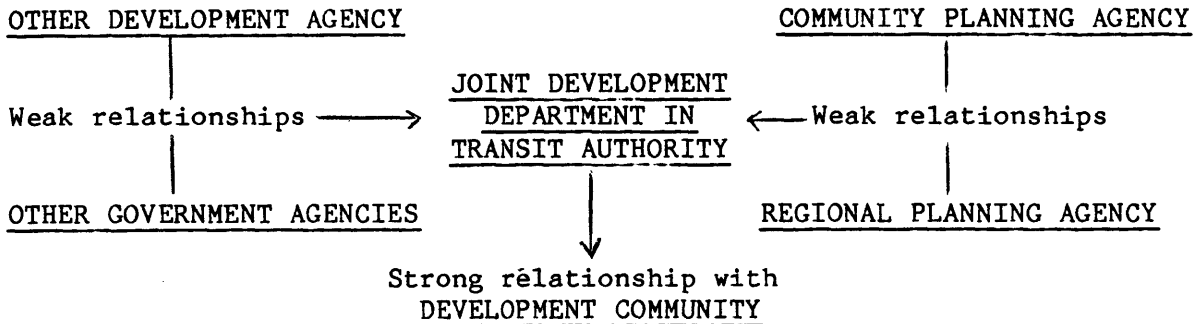 OTHER DEVELOPMENT AGENCY
COMMUNITY PLANNING AGENCY
JOINT DEVELOPMENT
DEPARTMENT IN
TRANSIT AUTHORITY
Weak relationships
Weak relationships
OTHER GOVERNMENT AGENCIES
REGIONAL PLANNING AGENCY
Strong relationship with
DEVELOPMENT COMMUNITY